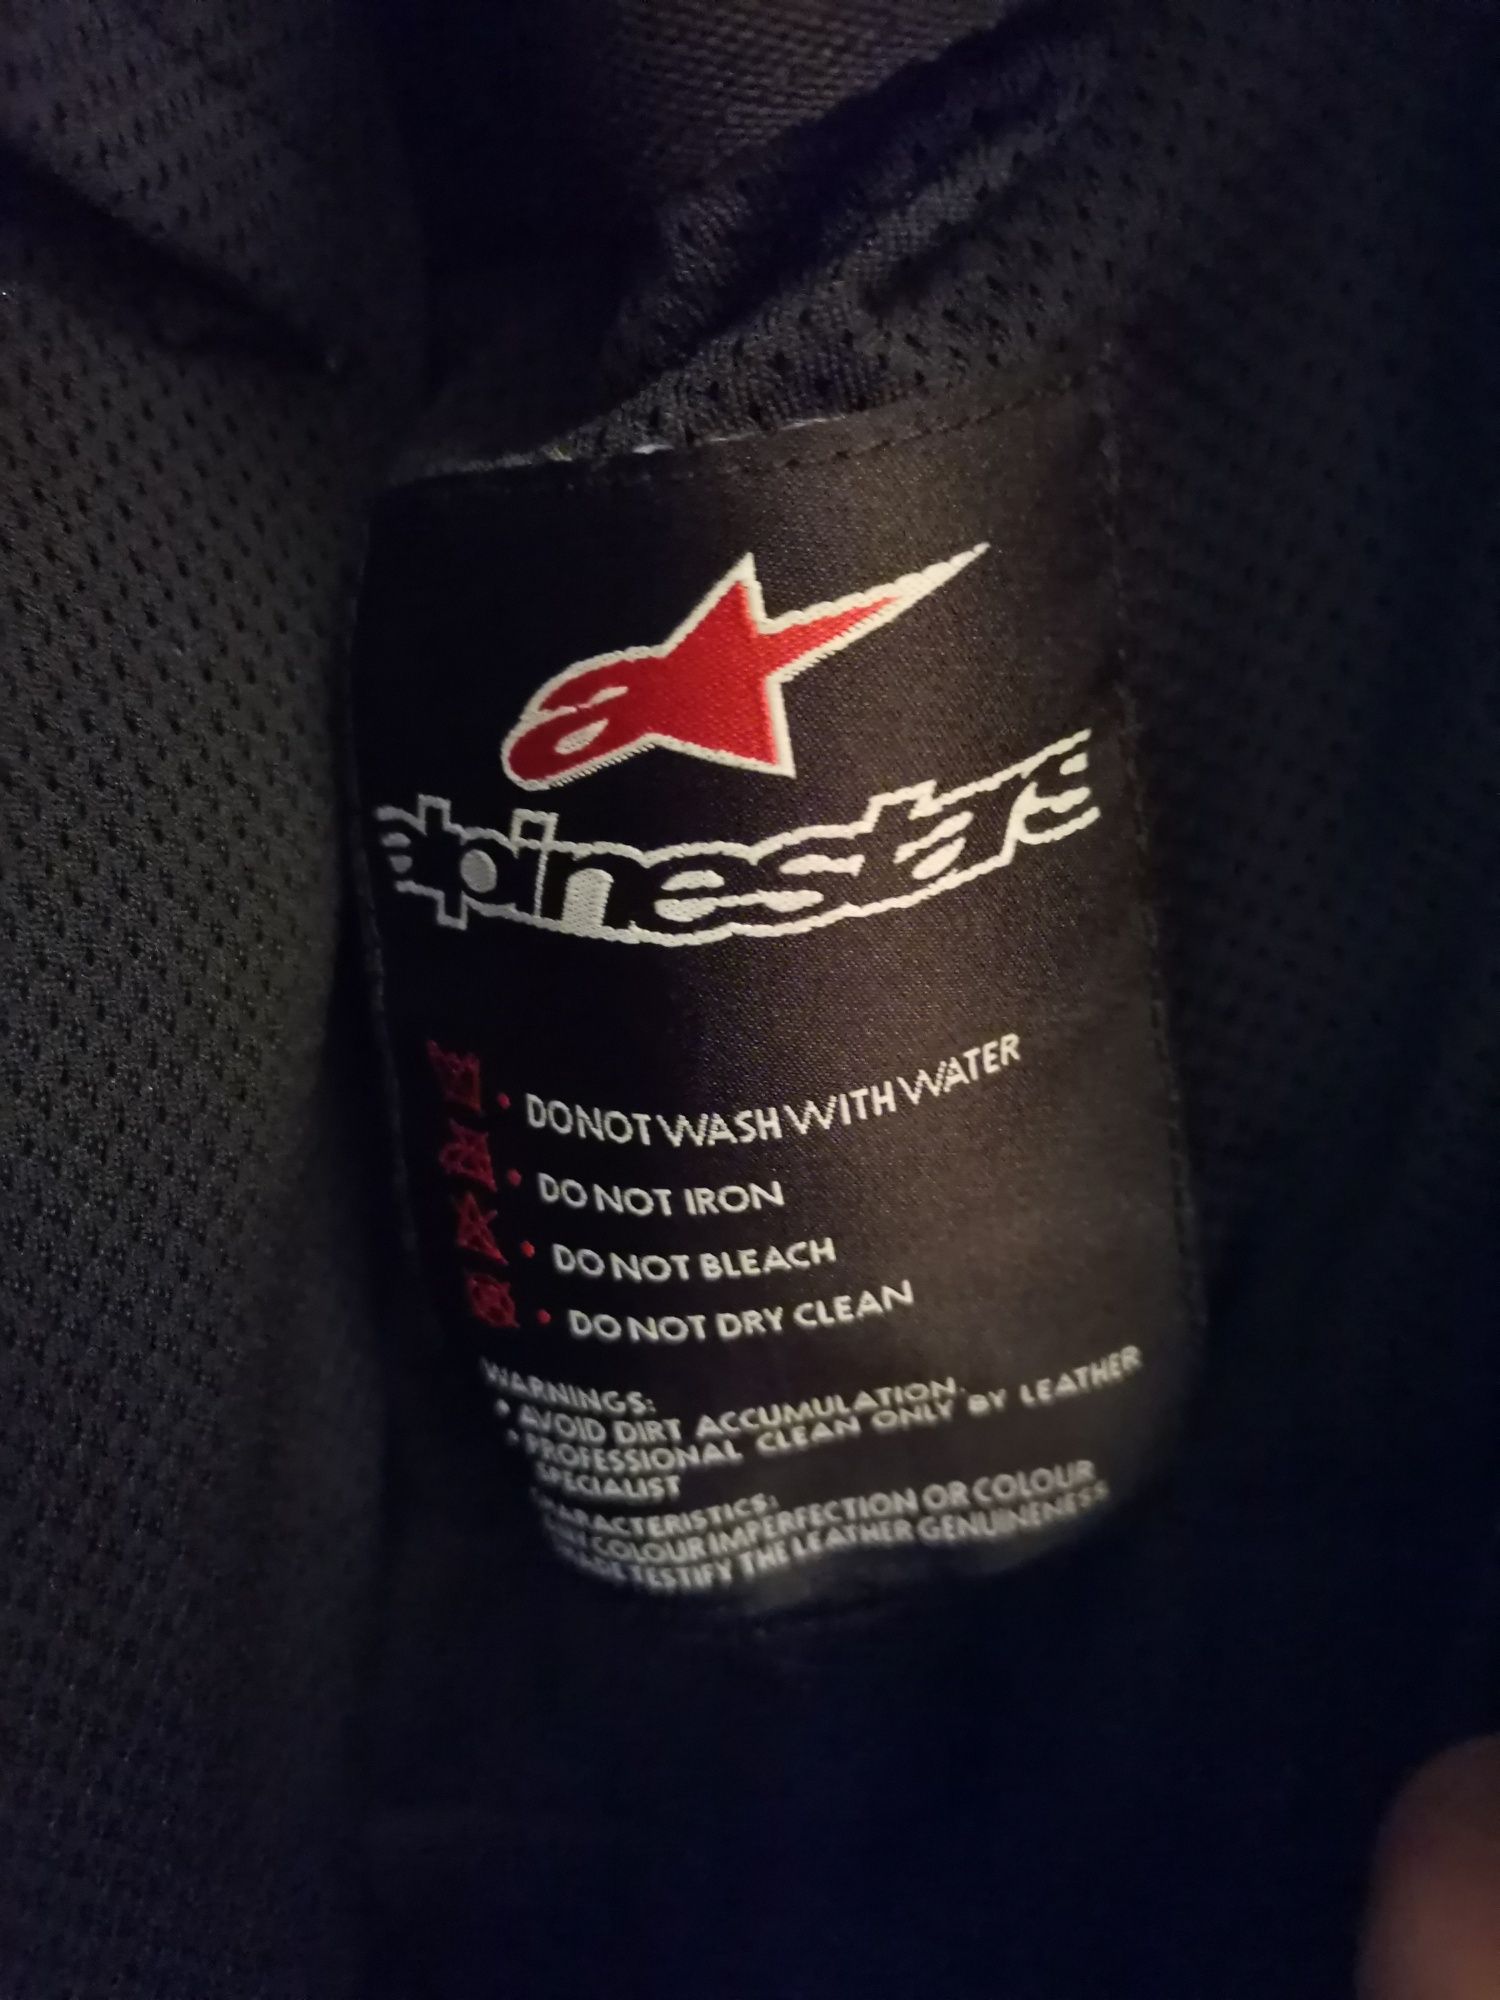 alpinestars
• DO NOT WASH WITH WATER
• DO NOT IRON
• DO NOT BLEACH
• DO NOT DRY CLEAN
WARNINGS:
• AVOID DIRT ACCUMULATION.
• PROFESSIONAL CLEAN ONLY BY LEATHER
SPECIALIST
CHARACTERISTICS:
COLOUR IMPERFECTION OR COLOUR
TESTIFY THE LEATHER GENUINENESS